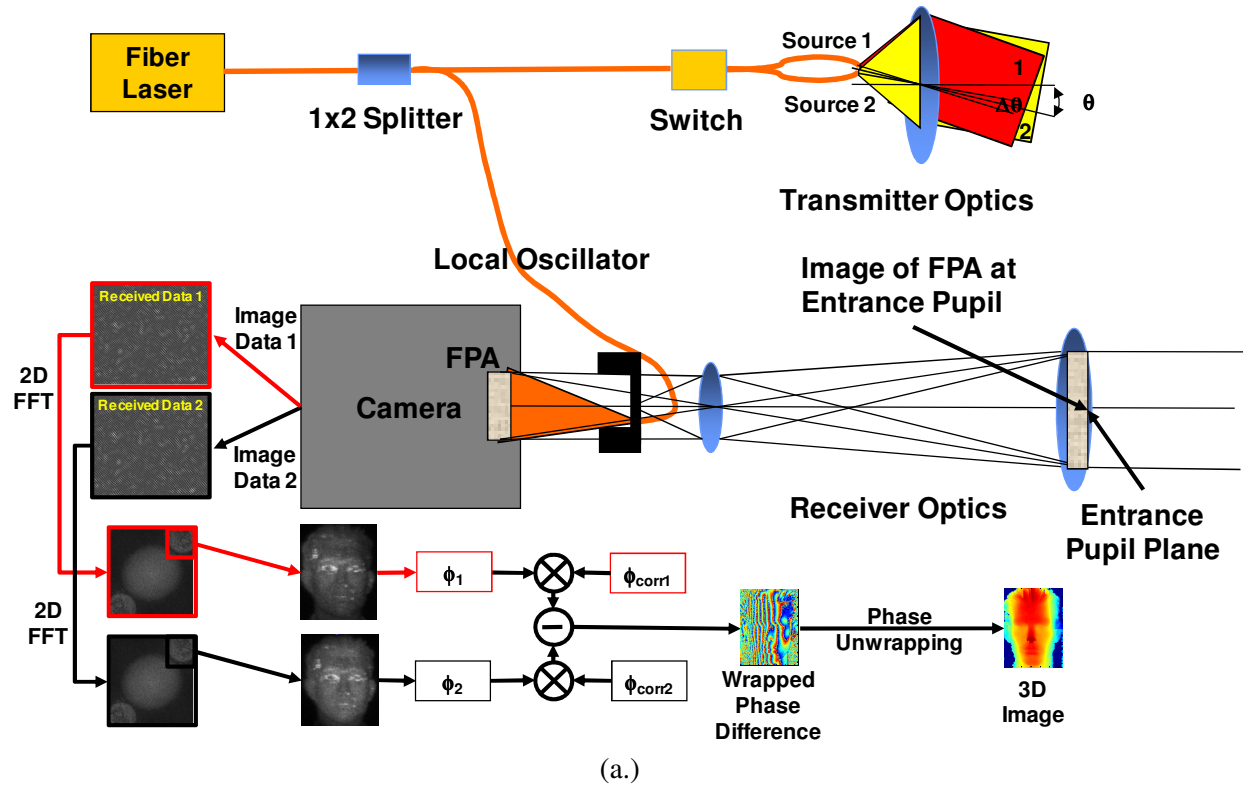 Fiber
Laser
1x2 Splitter
Switch
Source 1
Source 2
1
2
Δθ
θ
Transmitter Optics
Local Oscillator
Image of FPA at
Entrance Pupil
Received Data 1
Image
Data 1
2D
FFT
FPA
Camera
Received Data 2
Image
Data 2
Receiver Optics
Entrance
Pupil Plane
2D
FFT
ϕ1
ϕcorr1
ϕ2
ϕcorr2
Wrapped
Phase
Difference
Phase
Unwrapping
3D
Image
(a.)